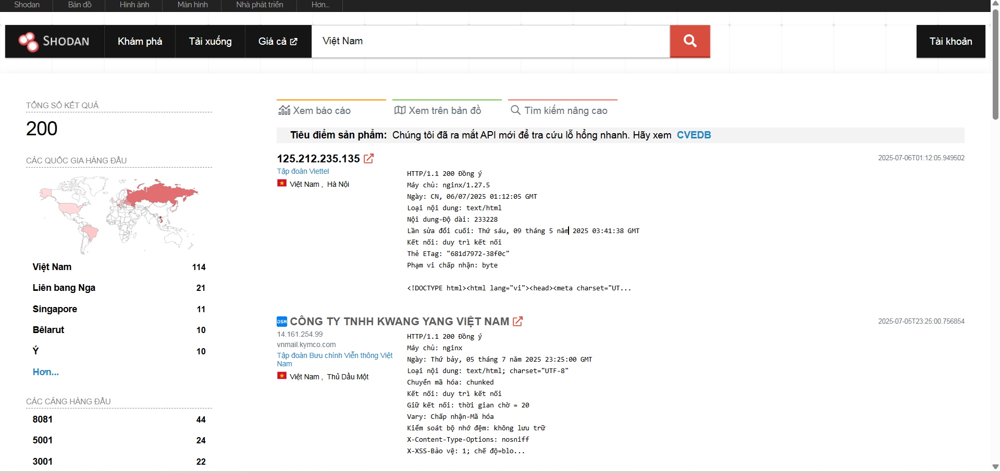 Shodan
Bản đồ
Hình ảnh
Màn hình
Nhà phát triển
Hơn...
SHODAN
Khám phá
Tải xuống
Giá cả
Việt Nam
Tài khoản
TỔNG SỐ KẾT QUẢ
200
CÁC QUỐC GIA HÀNG ĐẦU
Việt Nam 114
Liên bang Nga 21
Singapore 11
Bêlarut 10
Ý 10
Hơn...
CÁC CẢNG HÀNG ĐẦU
8081 44
5001 24
3001 22
Xem báo cáo
Xem trên bản đồ
Tìm kiếm nâng cao
Tiêu điểm sản phẩm: Chúng tôi đã ra mắt API mới để tra cứu lỗ hổng nhanh. Hãy xem CVEDB
125.212.235.135
2025-07-06T01:12:05.949502
Tập đoàn Viettel
Việt Nam , Hà Nội
HTTP/1.1 200 Đồng ý
Máy chủ: nginx/1.27.5
Ngày: CN, 06/07/2025 01:12:05 GMT
Loại nội dung: text/html
Nội dung-Độ dài: 233228
Lần sửa đổi cuối: Thứ sáu, 09 tháng 5 năm 2025 03:41:38 GMT
Kết nối: duy trì kết nối
Thẻ ETag: "681d7972-38f0c"
Phạm vi chấp nhận: byte
<!DOCTYPE html><html lang="vi"><head><meta charset="UT...
DSM
CÔNG TY TNHH KWANG YANG VIỆT NAM
2025-07-05T23:25:00.756854
14.161.254.99
vnmail.kymco.com
Tập đoàn Bưu chính Viễn thông Việt
Nam
Việt Nam , Thủ Dầu Một
HTTP/1.1 200 Đồng ý
Máy chủ: nginx
Ngày: Thứ bảy, 05 tháng 7 năm 2025 23:25:00 GMT
Loại nội dung: text/html; charset="UTF-8"
Chuyển mã hóa: chunked
Kết nối: duy trì kết nối
Giữ kết nối: thời gian chờ = 20
Vary: Chấp nhận-Mã hóa
Kiểm soát bộ nhớ đệm: không lưu trữ
X-Content-Type-Options: nosniff
X-XSS-Bảo vệ: 1; chế độ=blo...